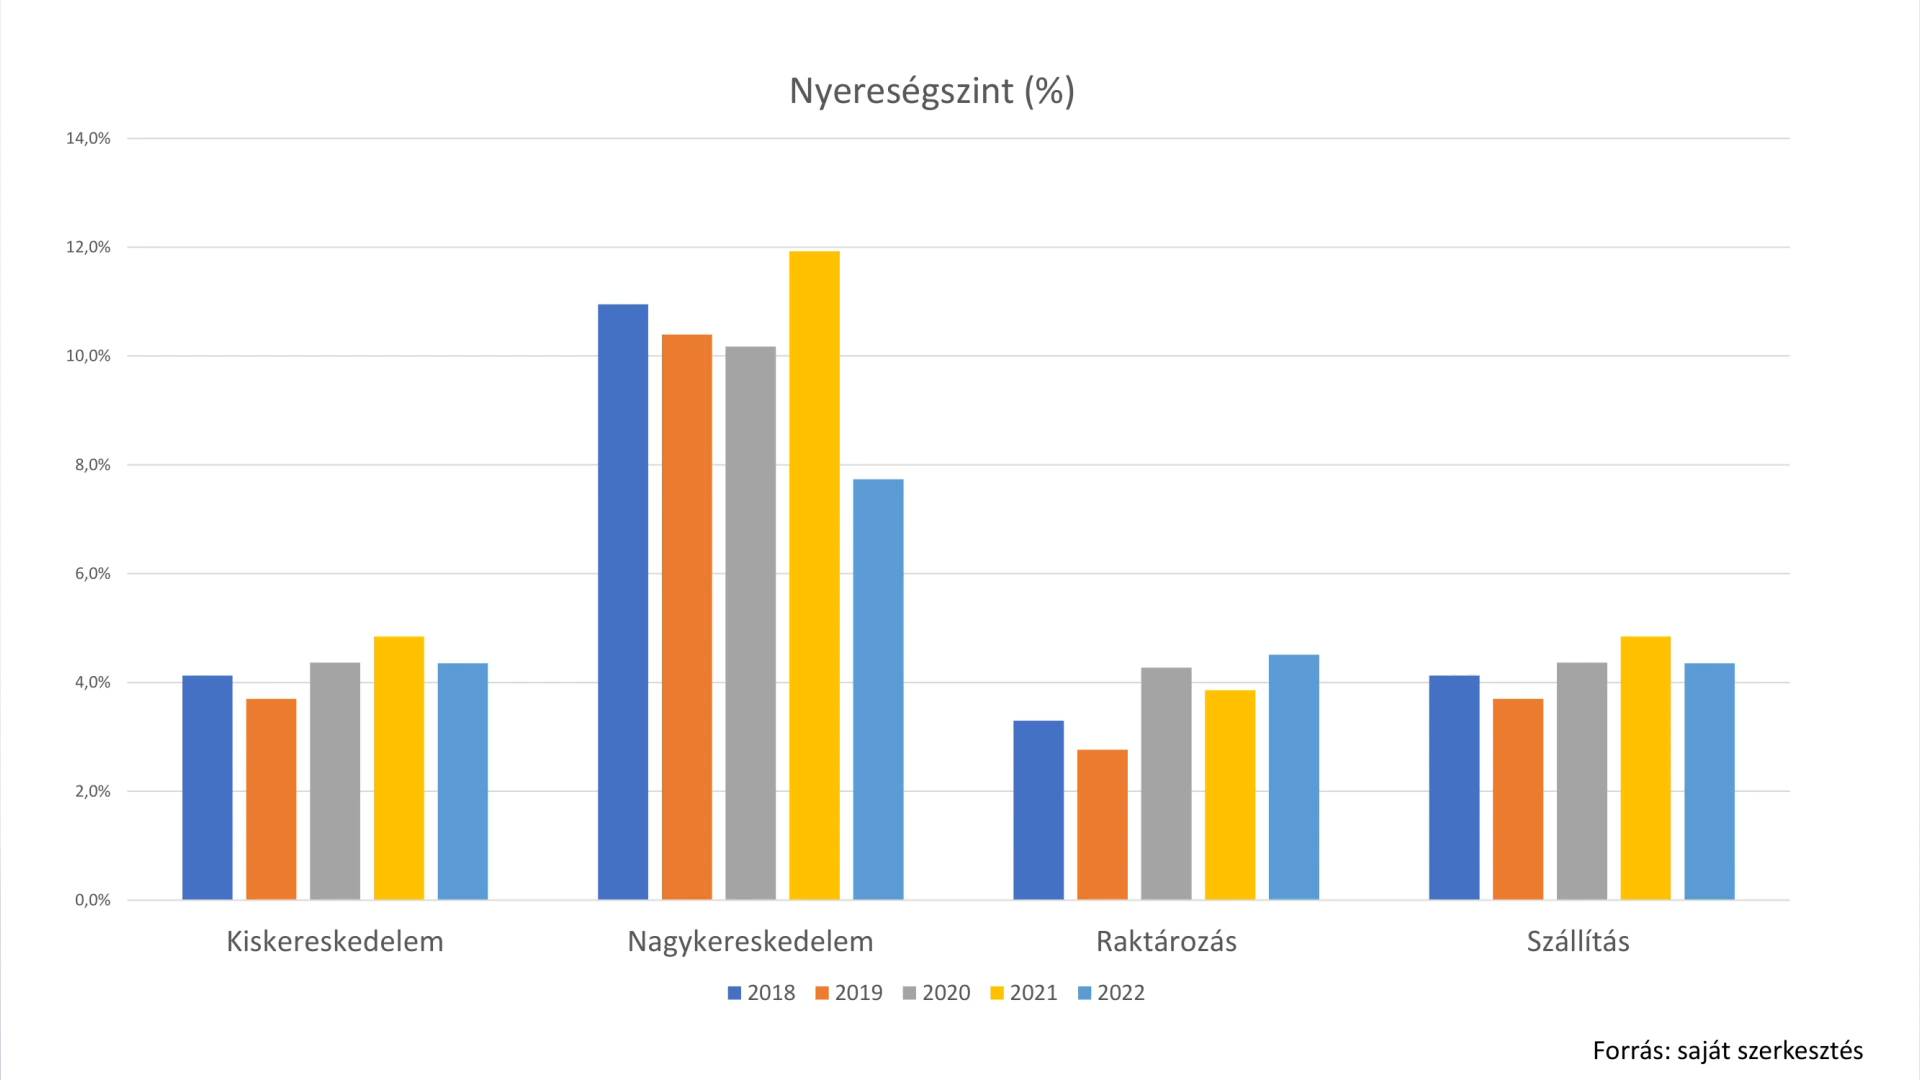 Nyereségszint (%)
14,0%
12,0%
10,0%
8,0%
6,0%
4,0%
2,0%
0,0%
Kiskereskedelem Nagykereskedelem Raktározás Szállítás
2018 2019 2020 2021 2022
Forrás: saját szerkesztés